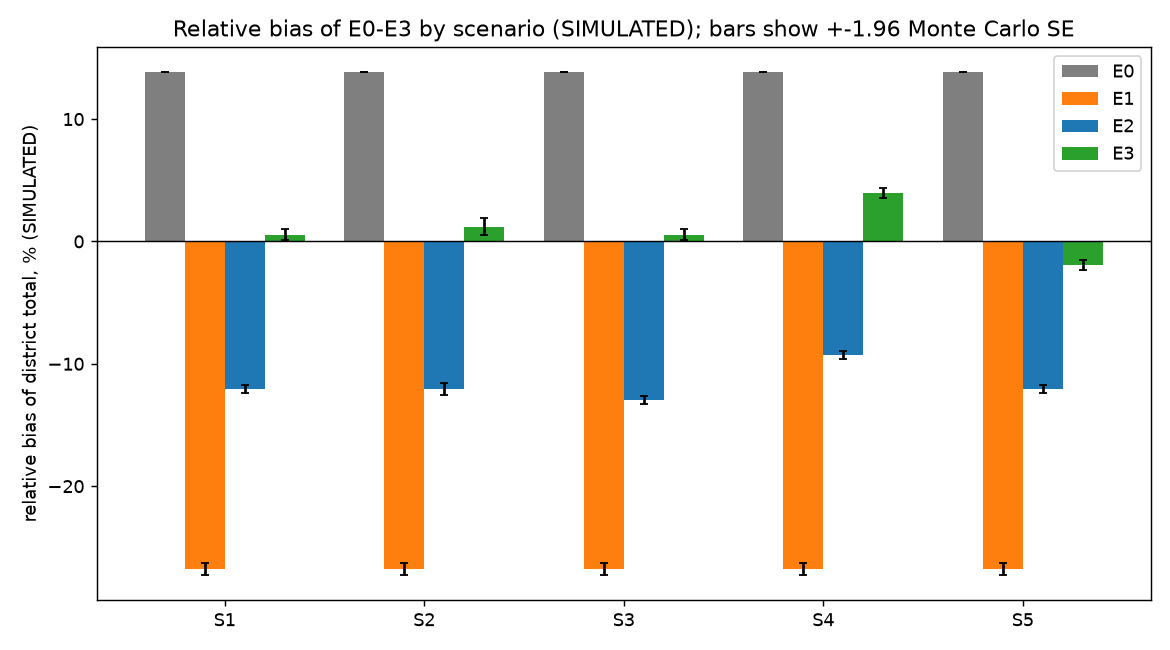 Relative bias of E0-E3 by scenario (SIMULATED); bars show +-1.96 Monte Carlo SE
E0
E1
E2
E3
relative bias of district total, % (SIMULATED)
10
0
−10
−20
S1 S2 S3 S4 S5